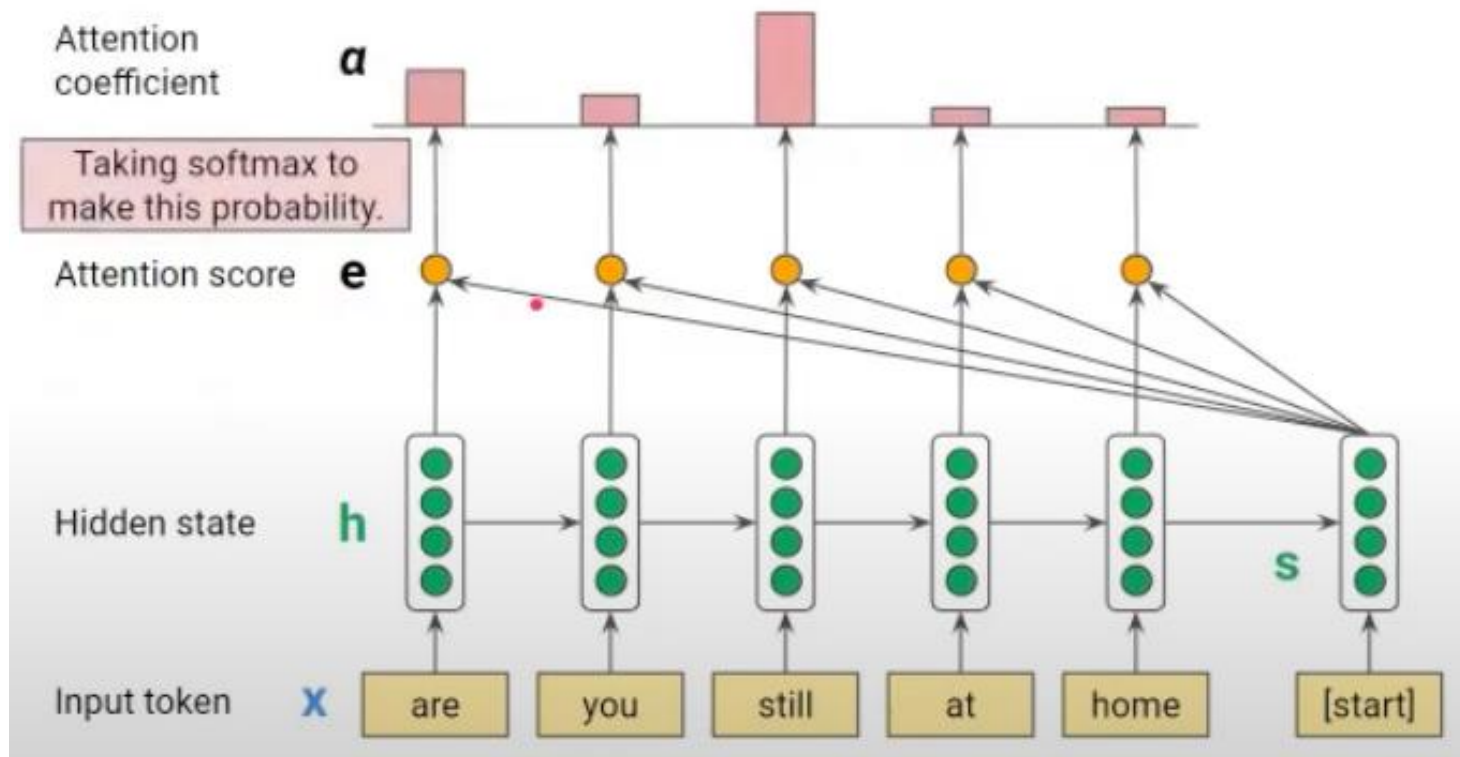 Attention
coefficient
a
Taking softmax to
make this probability.
Attention score e
Hidden state h
s
Input token x
are
you
still
at
home
[start]